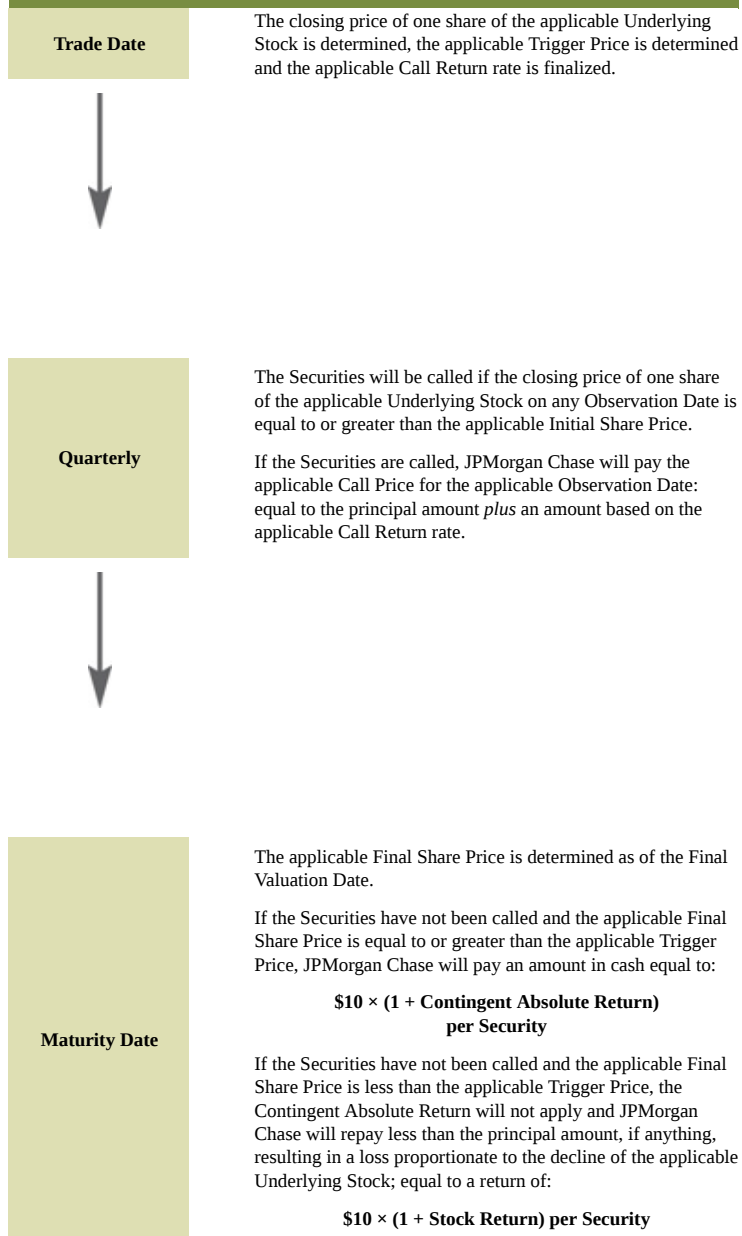 Trade Date
The closing price of one share of the applicable Underlying
Stock is determined, the applicable Trigger Price is determined
and the applicable Call Return rate is finalized.
Quarterly
The Securities will be called if the closing price of one share
of the applicable Underlying Stock on any Observation Date is
equal to or greater than the applicable Initial Share Price.
If the Securities are called, JPMorgan Chase will pay the
applicable Call Price for the applicable Observation Date:
equal to the principal amount plus an amount based on the
applicable Call Return rate.
Maturity Date
The applicable Final Share Price is determined as of the Final
Valuation Date.
If the Securities have not been called and the applicable Final
Share Price is equal to or greater than the applicable Trigger
Price, JPMorgan Chase will pay an amount in cash equal to:
$10 × (1 + Contingent Absolute Return)
per Security
If the Securities have not been called and the applicable Final
Share Price is less than the applicable Trigger Price, the
Contingent Absolute Return will not apply and JPMorgan
Chase will repay less than the principal amount, if anything,
resulting in a loss proportionate to the decline of the applicable
Underlying Stock; equal to a return of:
$10 × (1 + Stock Return) per Security